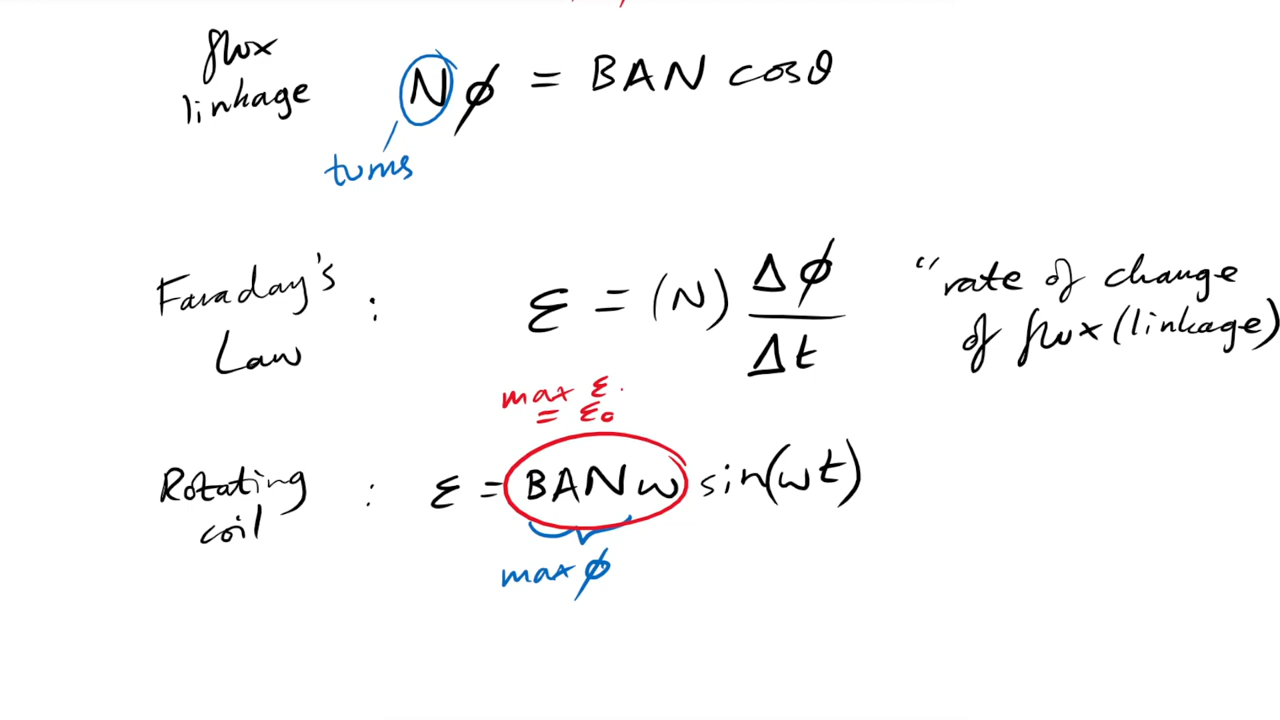 flux
linkage
Nϕ = BAN cosθ
turns
Faraday's
Law
:
ε = (N) Δϕ / Δt
"rate of change
of flux (linkage)
max ε
= ε₀
Rotating
coil
: ε = BANω sin(ωt)
max ϕ